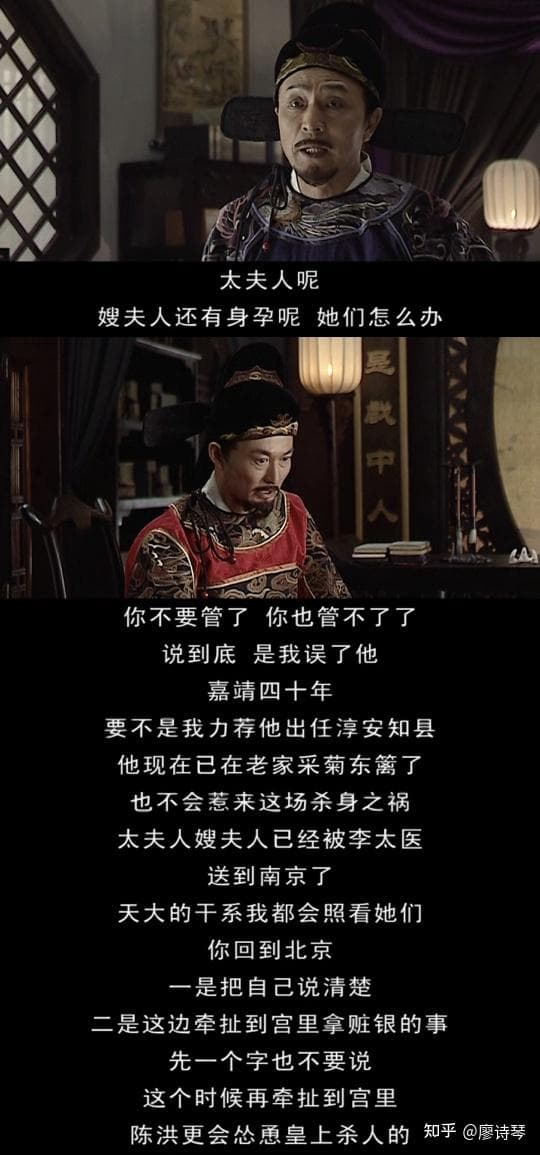 太夫人呢
嫂夫人还有身孕呢 她们怎么办
是戏中人
你不要管了 你也管不了了
说到底 是我误了他
嘉靖四十年
要不是我力荐他出任淳安知县
他现在已在老家采菊东篱了
也不会惹来这场杀身之祸
太夫人嫂夫人已经被李太医
送到南京了
天大的干系我都会照看她们
你回到北京
一是把自己说清楚
二是这边牵扯到宫里拿赃银的事
先一个字也不要说
这个时候再牵扯到宫里
陈洪更会怂恿皇上杀人的
知乎 @廖诗琴